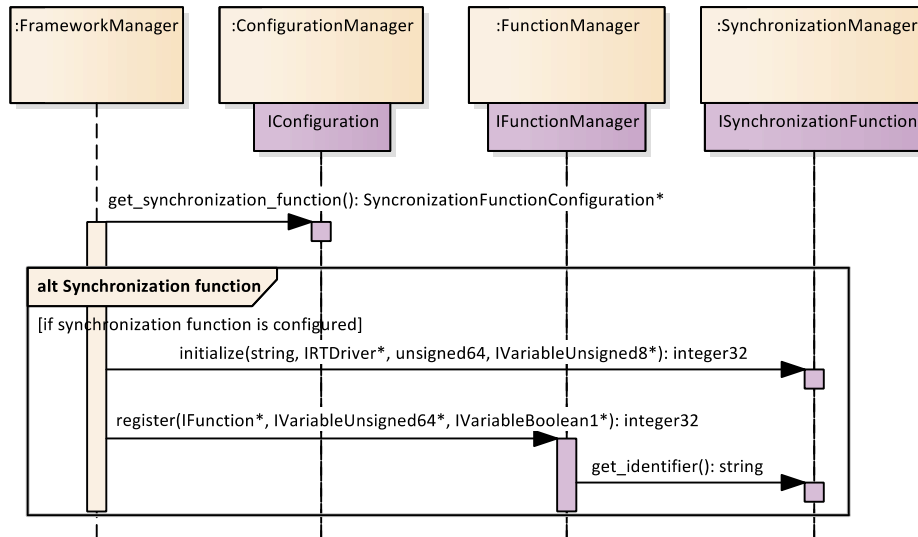 :FrameworkManager
:ConfigurationManager
:FunctionManager
:SynchronizationManager
IConfiguration
IFunctionManager
ISynchronizationFunction
get_synchronization_function(): SyncronizationFunctionConfiguration*
alt Synchronization function
[if synchronization function is configured]
initialize(string, IRTDriver*, unsigned64, IVariableUnsigned8*): integer32
register(IFunction*, IVariableUnsigned64*, IVariableBoolean1*): integer32
get_identifier(): string